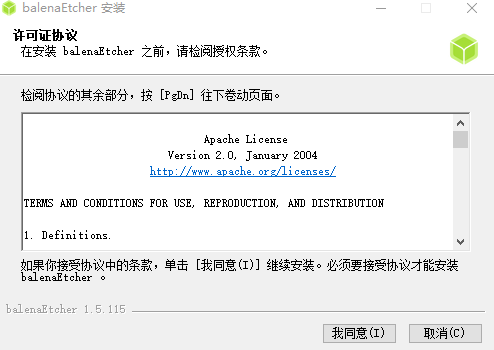 balenaEtcher 安装
许可证协议
在安装 balenaEtcher 之前，请检阅授权条款。
检阅协议的其余部分，按 [PgDn] 往下卷动页面。
Apache License
Version 2.0, January 2004
http://www.apache.org/licenses/
TERMS AND CONDITIONS FOR USE, REPRODUCTION, AND DISTRIBUTION
1. Definitions.
如果你接受协议中的条款，单击 [我同意(I)] 继续安装。必须要接受协议才能安装
balenaEtcher 。
balenaEtcher 1.5.115
我同意(I)
取消(C)